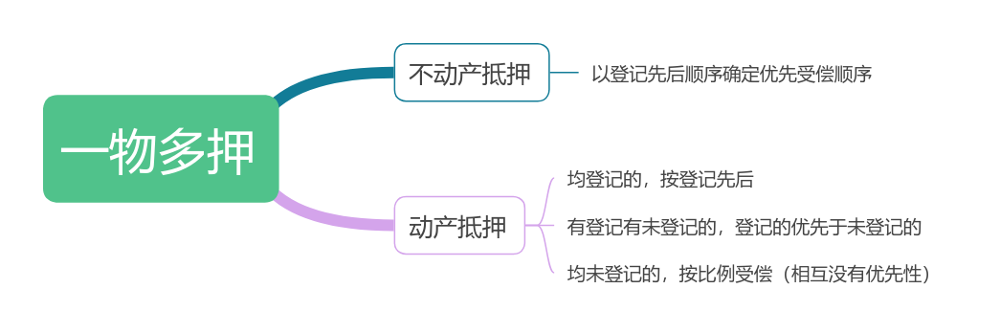 一物多押
不动产抵押
以登记先后顺序确定优先受偿顺序
动产抵押
均登记的，按登记先后
有登记有未登记的，登记的优先于未登记的
均未登记的，按比例受偿（相互没有优先性）